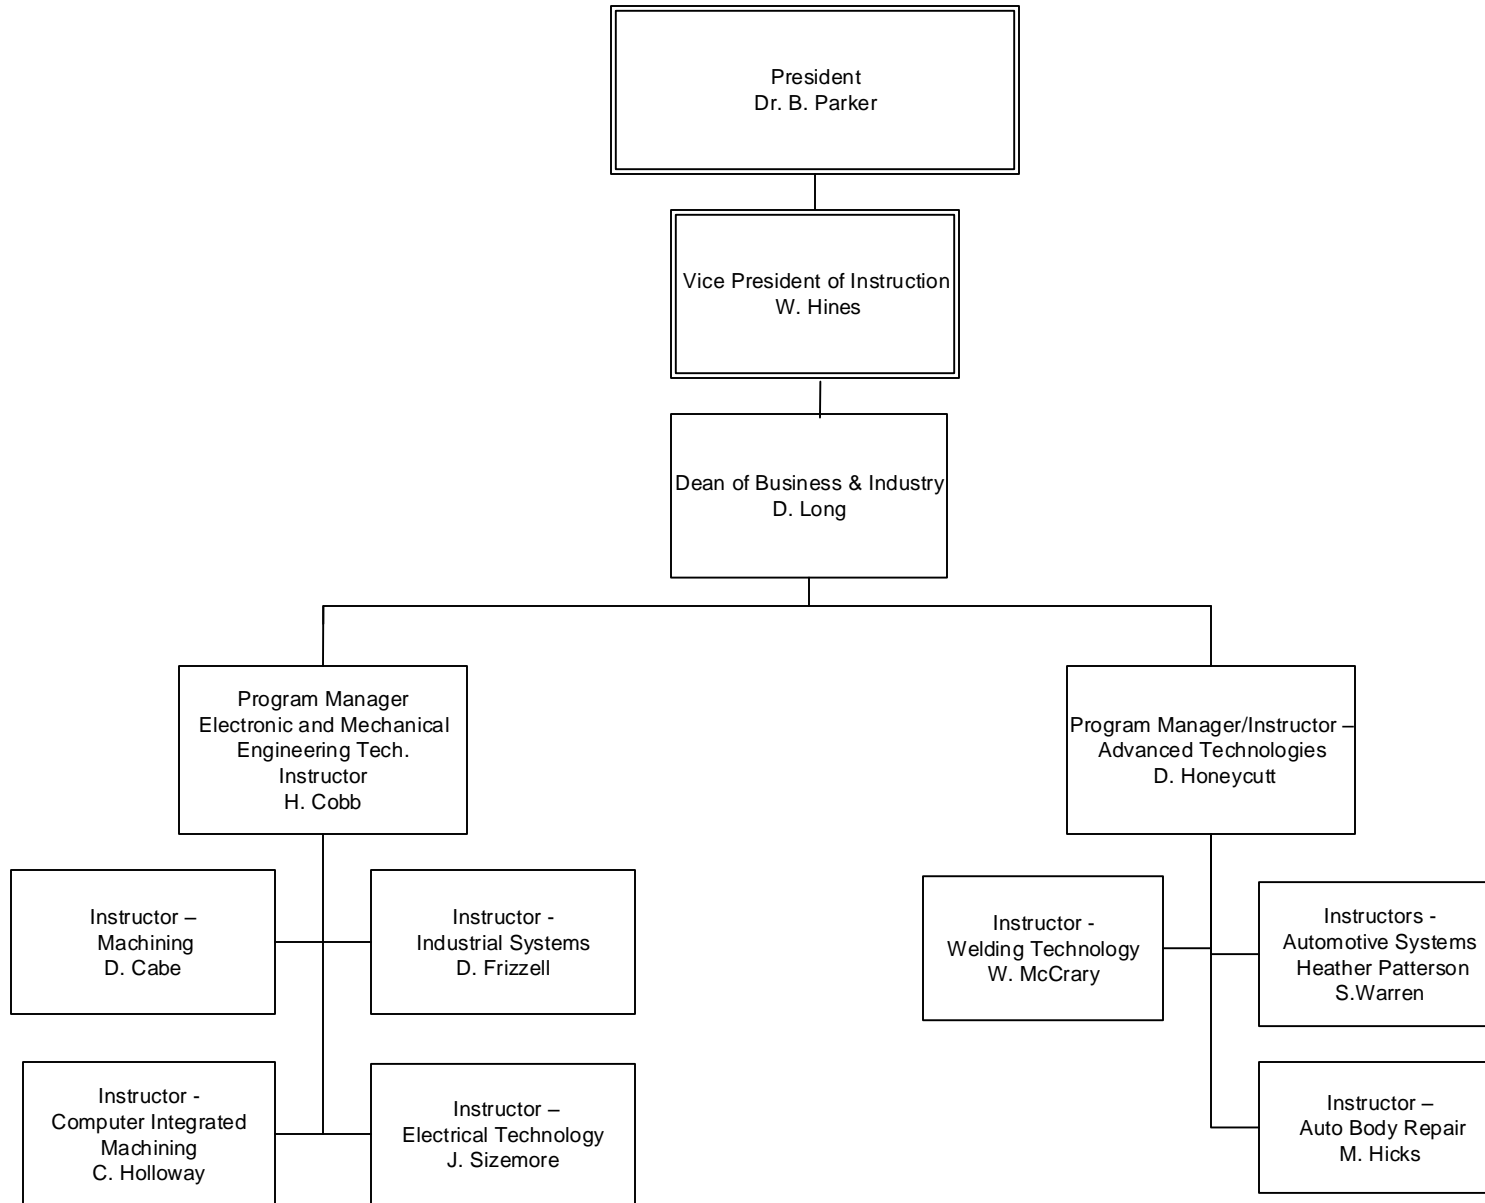 President
Dr. B. Parker
Vice President of Instruction
W. Hines
Dean of Business & Industry
D. Long
Program Manager
Electronic and Mechanical
Engineering Tech.
Instructor
H. Cobb
Program Manager/Instructor –
Advanced Technologies
D. Honeycutt
Instructor –
Machining
D. Cabe
Instructor -
Industrial Systems
D. Frizzell
Instructor -
Welding Technology
W. McCrary
Instructors -
Automotive Systems
Heather Patterson
S.Warren
Instructor -
Computer Integrated
Machining
C. Holloway
Instructor –
Electrical Technology
J. Sizemore
Instructor –
Auto Body Repair
M. Hicks